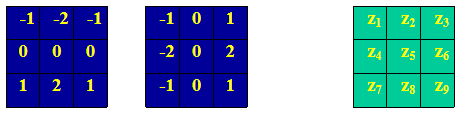 -1 -2 -1
0 0 0
1 2 1
-1 0 1
-2 0 2
-1 0 1
z₁ z₂ z₃
z₄ z₅ z₆
z₇ z₈ z₉